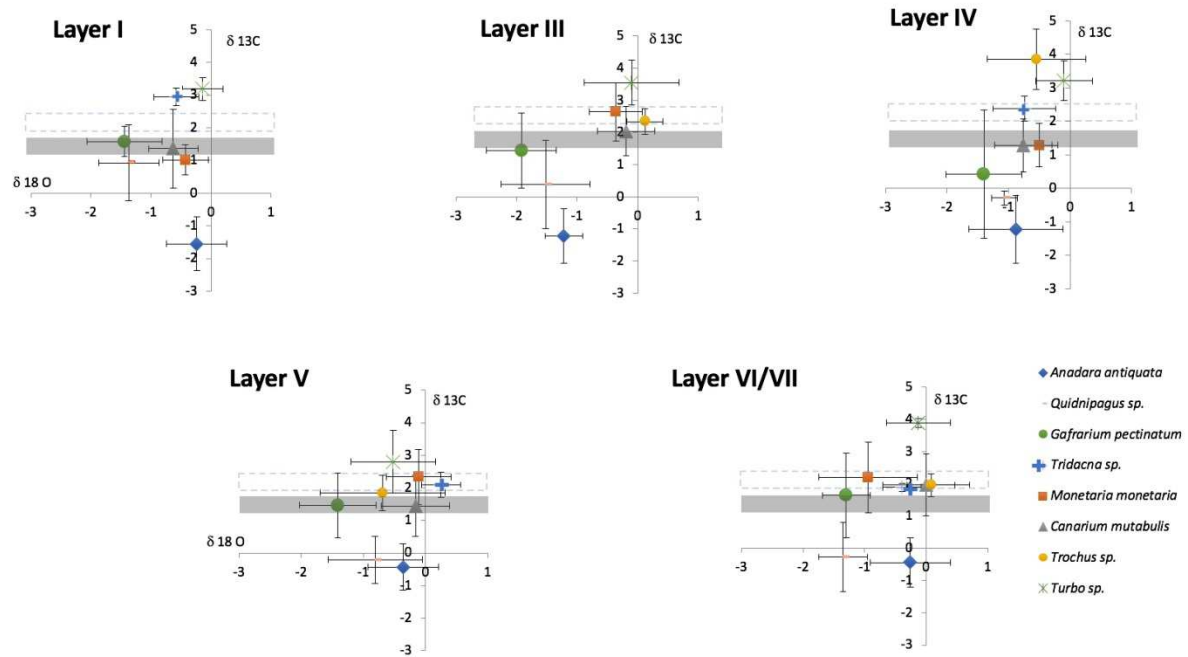 Layer I
δ 13C
5
4
3
2
1
0
-1
-2
-3
δ 18 O
-3 -2 -1 0 1
Layer III
δ 13C
5
4
3
2
1
0
-1
-2
-3
-3 -2 -1 0 1
Layer IV
δ 13C
5
4
3
2
1
0
-1
-2
-3
-3 -2 -1 0 1
Layer V
δ 13C
5
4
3
2
1
0
-1
-2
-3
δ 18 O
-3 -2 -1 0 1
Layer VI/VII
δ 13C
5
4
3
2
1
0
-1
-2
-3
-3 -2 -1 0 1
Anadara antiquata
Quidnipagus sp.
Gafrarium pectinatum
Tridacna sp.
Monetaria monetaria
Canarium mutabulis
Trochus sp.
Turbo sp.